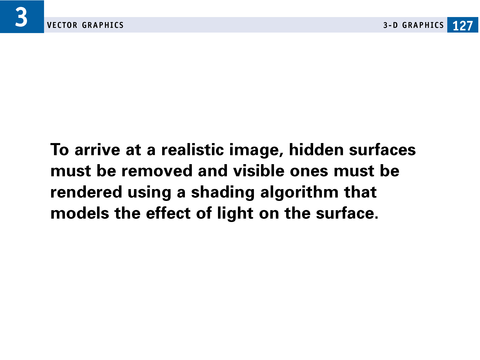 3
VECTOR GRAPHICS
3-D GRAPHICS 127
To arrive at a realistic image, hidden surfaces
must be removed and visible ones must be
rendered using a shading algorithm that
models the effect of light on the surface.